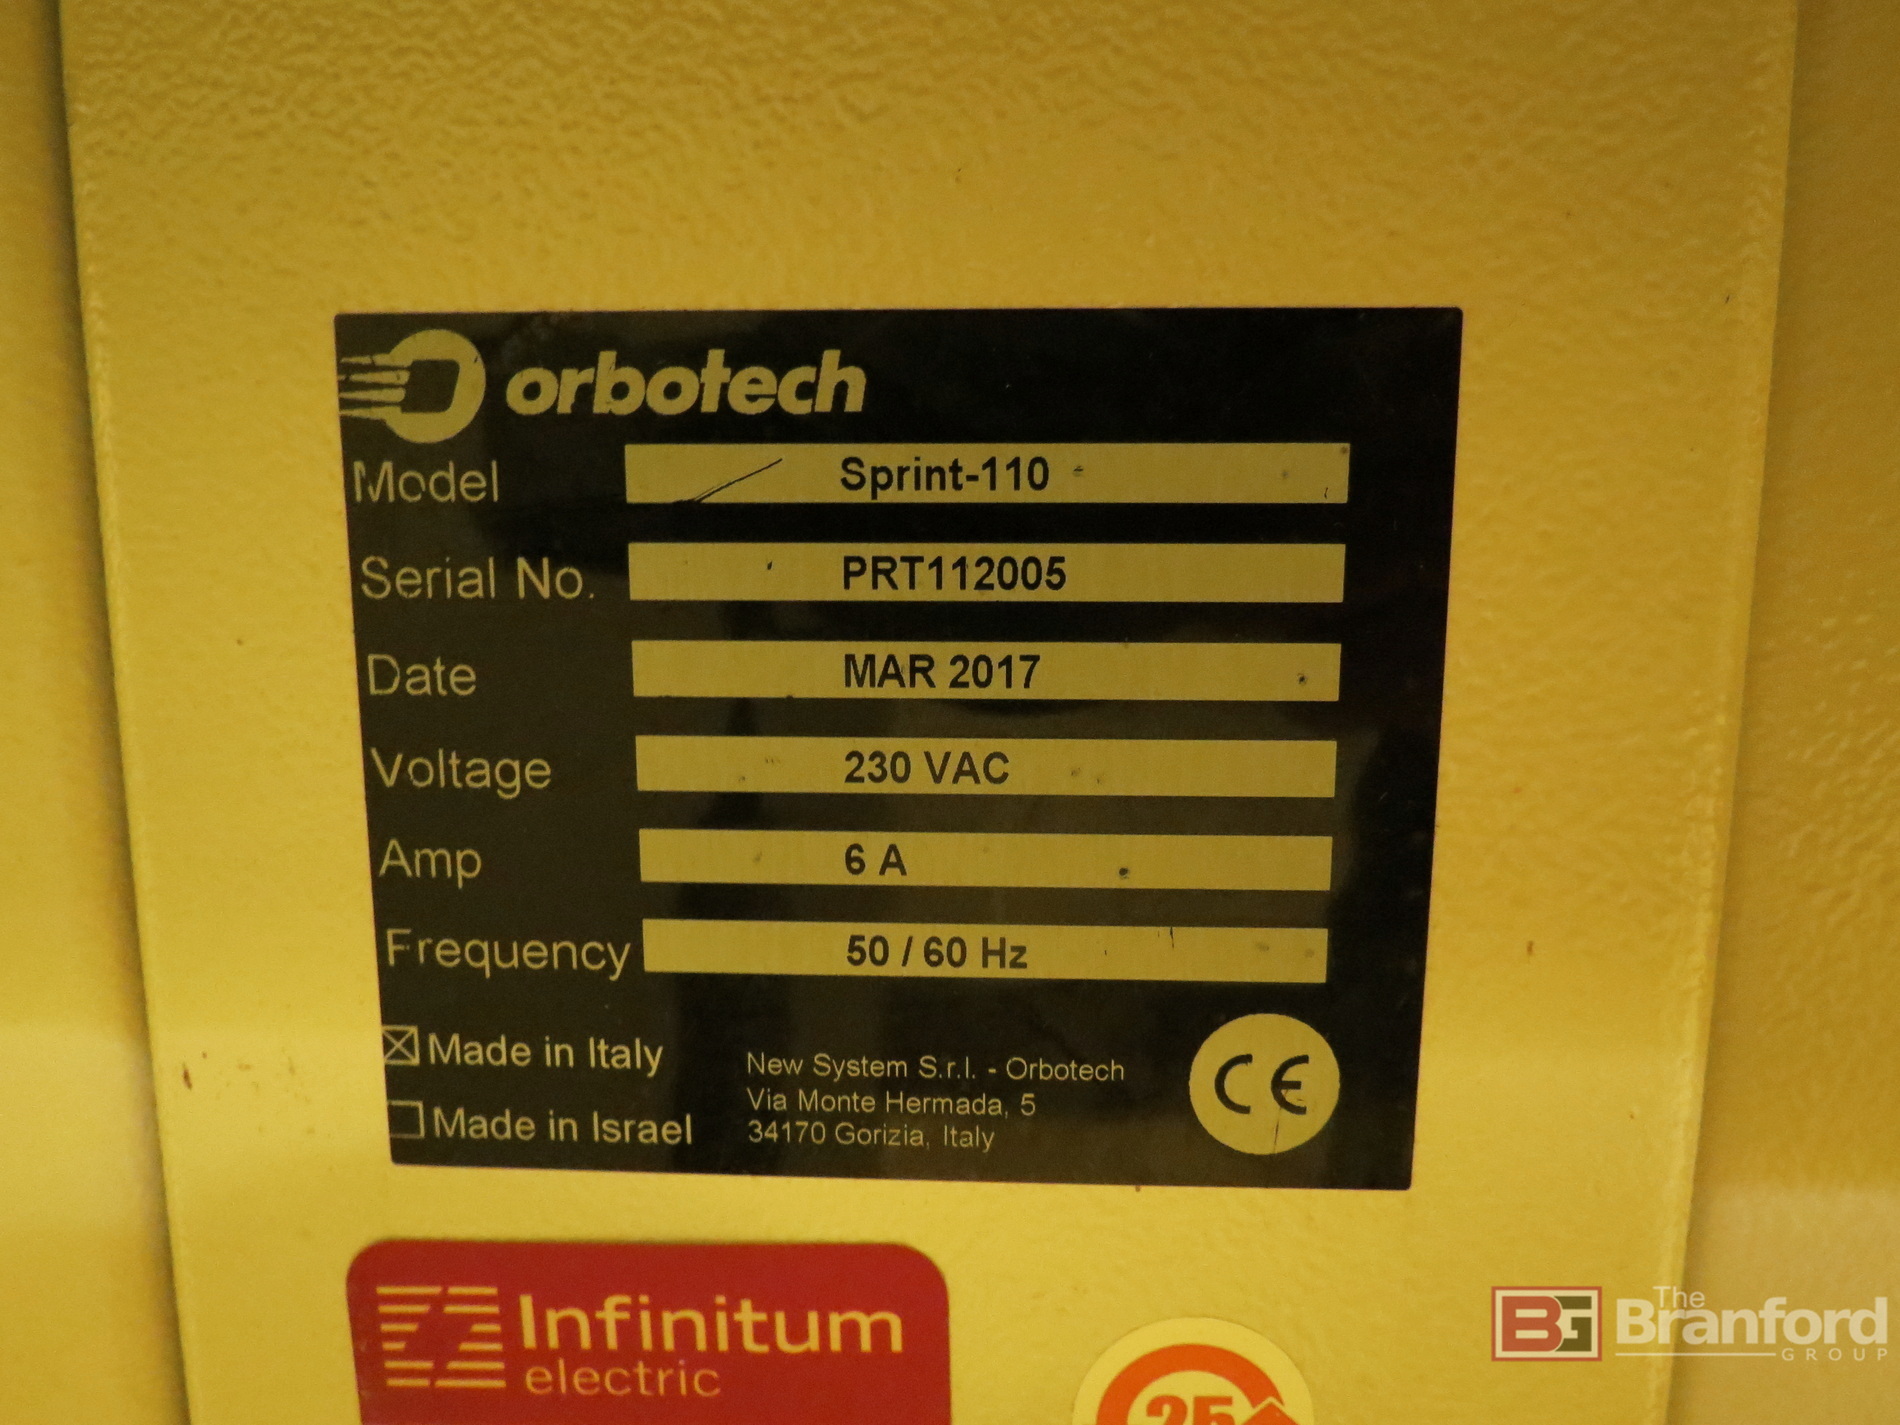 orbotech
Model Sprint-110
Serial No. PRT112005
Date MAR 2017
Voltage 230 VAC
Amp 6 A
Frequency 50 / 60 Hz
Made in Italy
Made in Israel
New System S.r.l. - Orbotech
Via Monte Hermada, 5
34170 Gorizia, Italy
CE
Infinitum
electric
25
BG The
Branford
GROUP